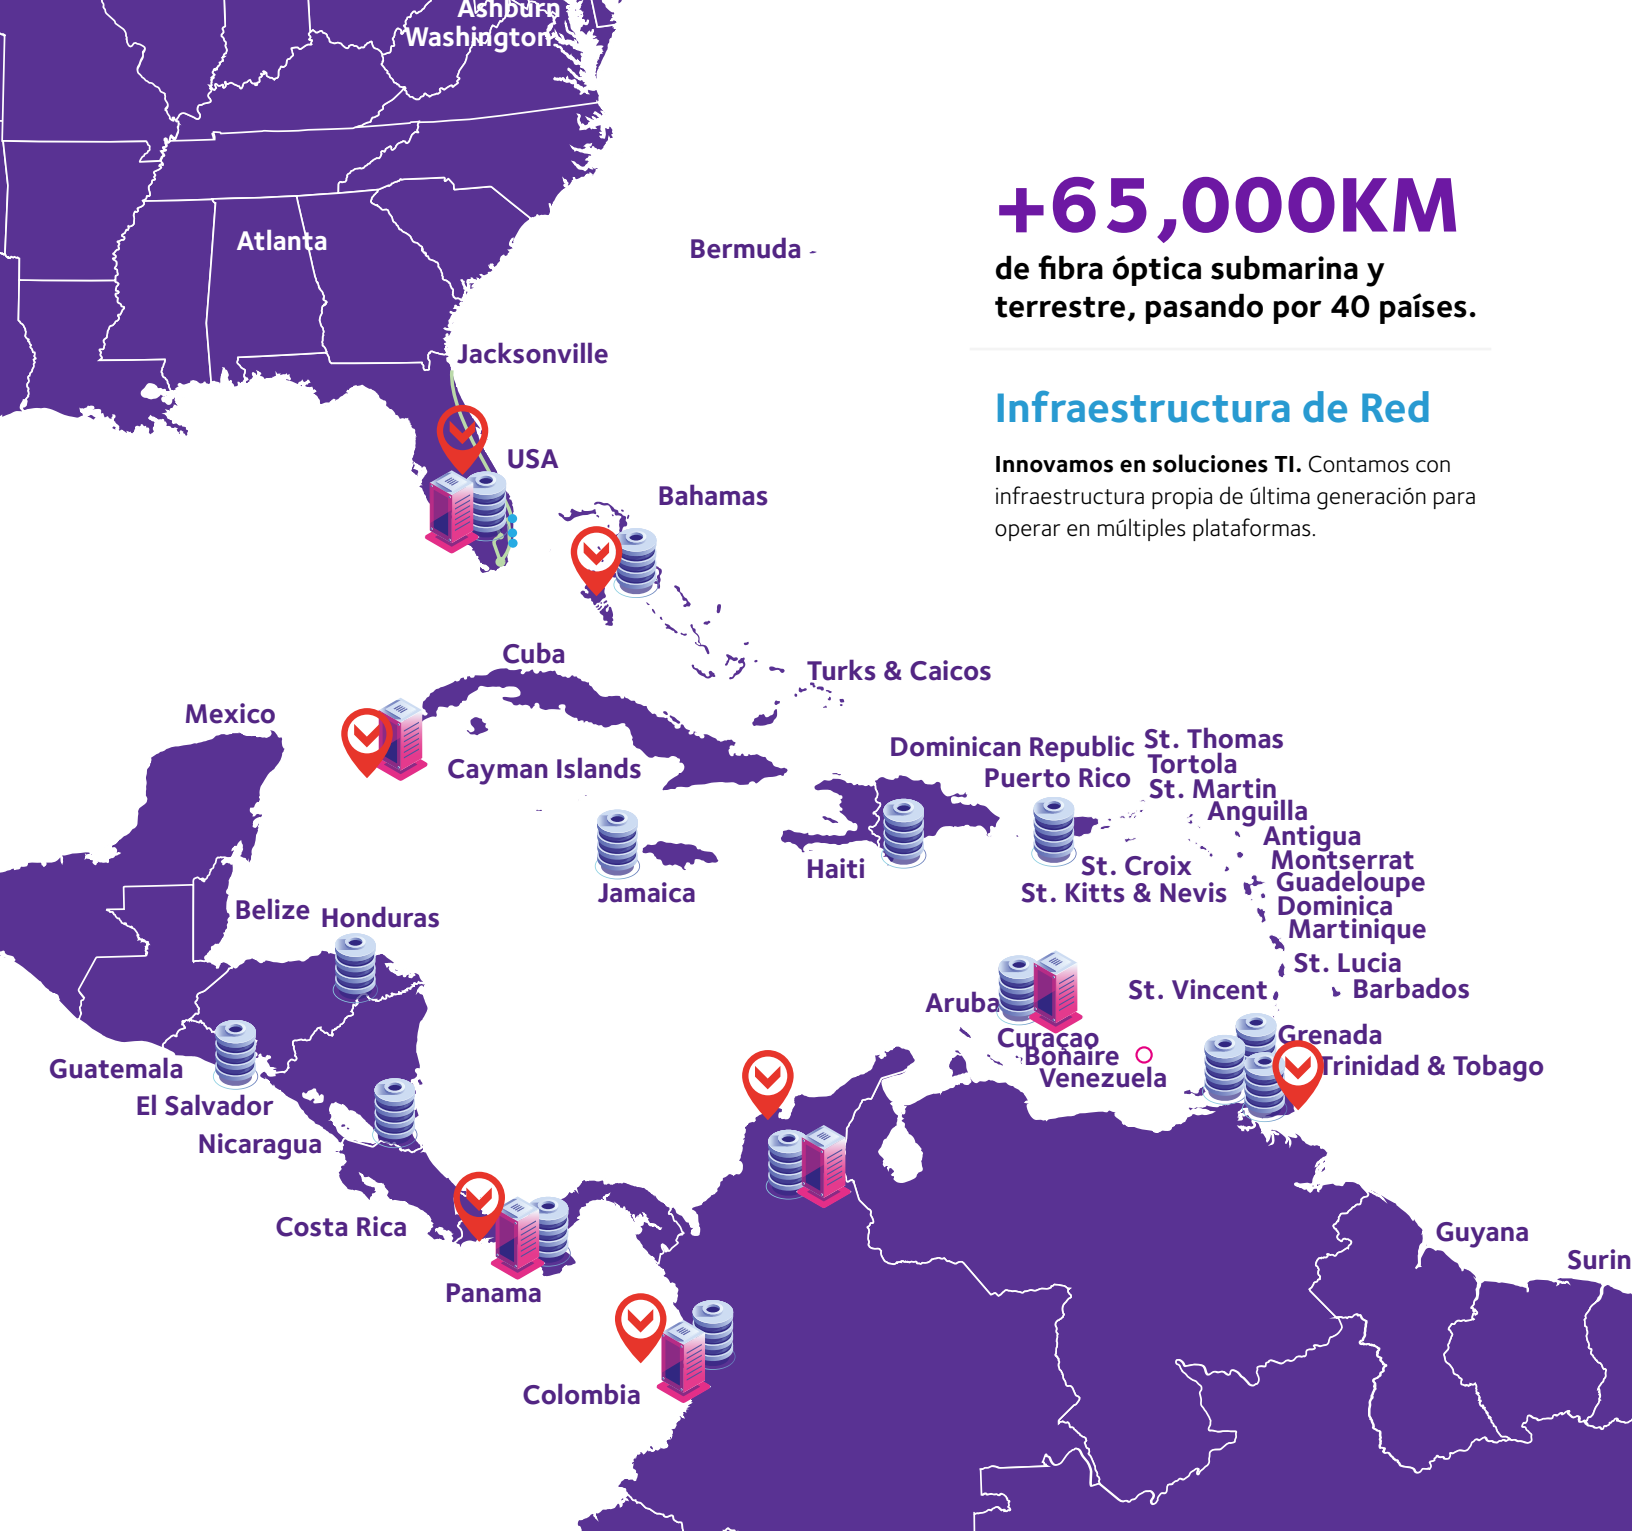 Ashburn
Washington
Atlanta
Bermuda
+65,000KM
de fibra óptica submarina y
terrestre, pasando por 40 países.
Jacksonville
Infraestructura de Red
USA
Innovamos en soluciones TI. Contamos con
infraestructura propia de última generación para
operar en múltiples plataformas.
Bahamas
Cuba
Turks & Caicos
Mexico
Cayman Islands
Dominican Republic
St. Thomas
Puerto Rico
Tortola
St. Martin
Anguilla
Antigua
Haiti
St. Croix
Montserrat
Jamaica
St. Kitts & Nevis
Guadeloupe
Dominica
Belize
Honduras
Martinique
St. Lucia
Aruba
St. Vincent
Barbados
Curaçao
Grenada
Bonaire
Trinidad & Tobago
Venezuela
Guatemala
El Salvador
Nicaragua
Costa Rica
Guyana
Surin
Panama
Colombia